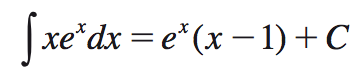 ∫xeˣdx = eˣ(x − 1) + C